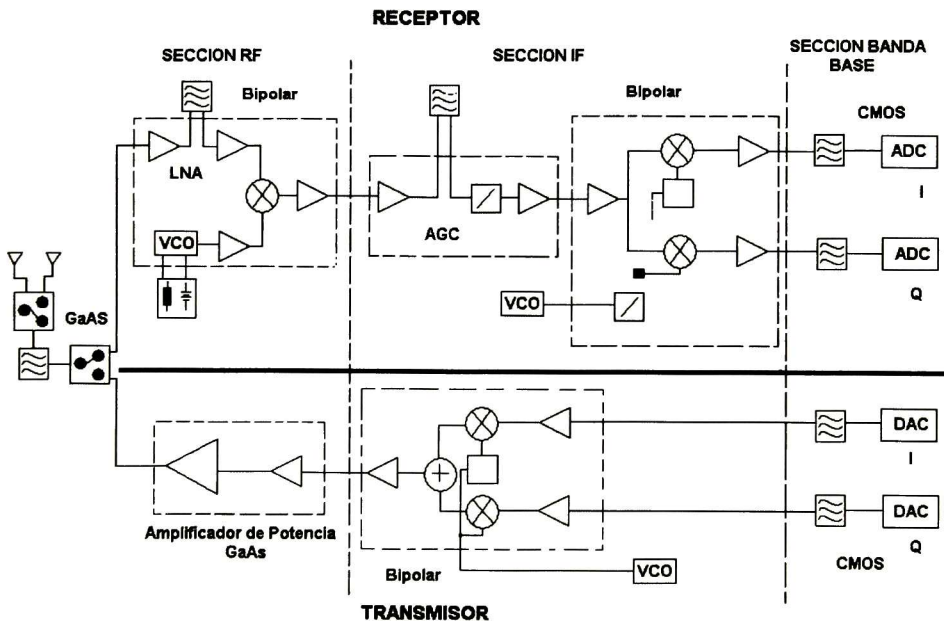 RECEPTOR
SECCION RF
SECCION IF
SECCION BANDA
BASE
Bipolar
Bipolar
CMOS
LNA
ADC
I
AGC
VCO
ADC
Q
VCO
GaAS
DAC
I
Amplificador de Potencia
GaAs
DAC
Q
Bipolar
VCO
CMOS
TRANSMISOR